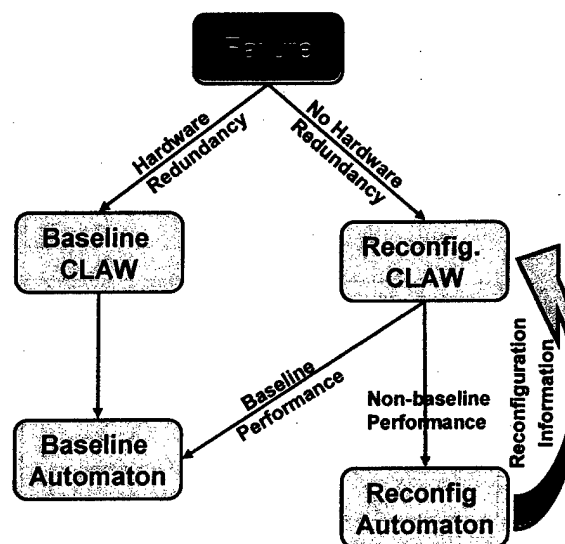 Failure
Hardware
Redundancy
No Hardware
Redundancy
Baseline
CLAW
Reconfig.
CLAW
Baseline
Performance
Non-baseline
Performance
Reconfiguration
Information
Baseline
Automaton
Reconfig
Automaton